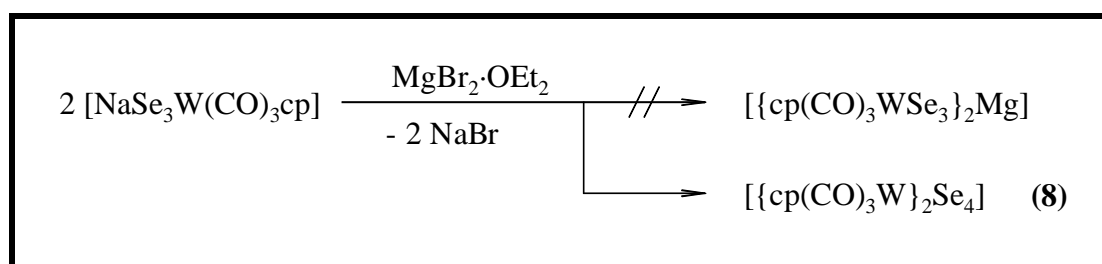 MgBr₂·OEt₂
2 [NaSe₃W(CO)₃cp] [{cp(CO)₃WSe₃}₂Mg]
- 2 NaBr
[{cp(CO)₃W}₂Se₄] (8)